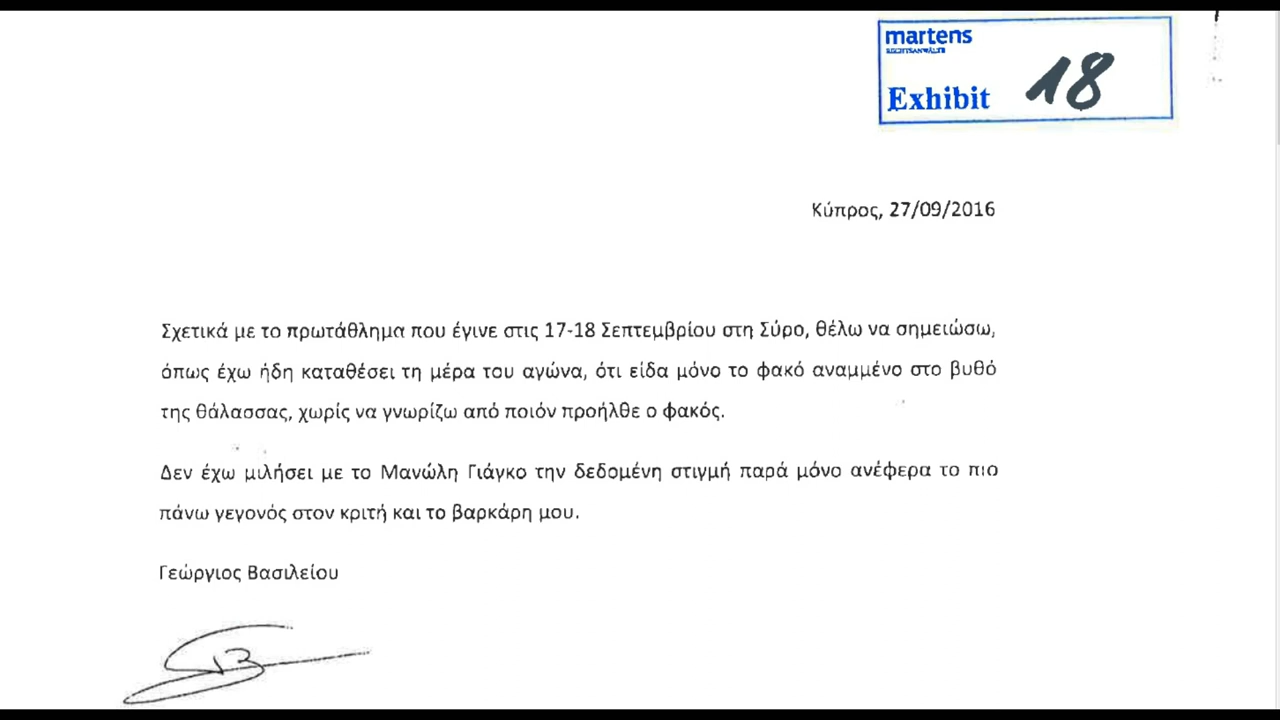 martens
RECHTSANWÄLTE
Exhibit 18
Κύπρος, 27/09/2016
Σχετικά με το πρωτάθλημα που έγινε στις 17-18 Σεπτεμβρίου στη Σύρο, θέλω να σημειώσω,
όπως έχω ήδη καταθέσει τη μέρα του αγώνα, ότι είδα μόνο το φακό αναμμένο στο βυθό
της θάλασσας, χωρίς να γνωρίζω από ποιόν προήλθε ο φακός.
Δεν έχω μιλήσει με το Μανώλη Γιάγκο την δεδομένη στιγμή παρά μόνο ανέφερα το πιο
πάνω γεγονός στον κριτή και το βαρκάρη μου.
Γεώργιος Βασιλείου